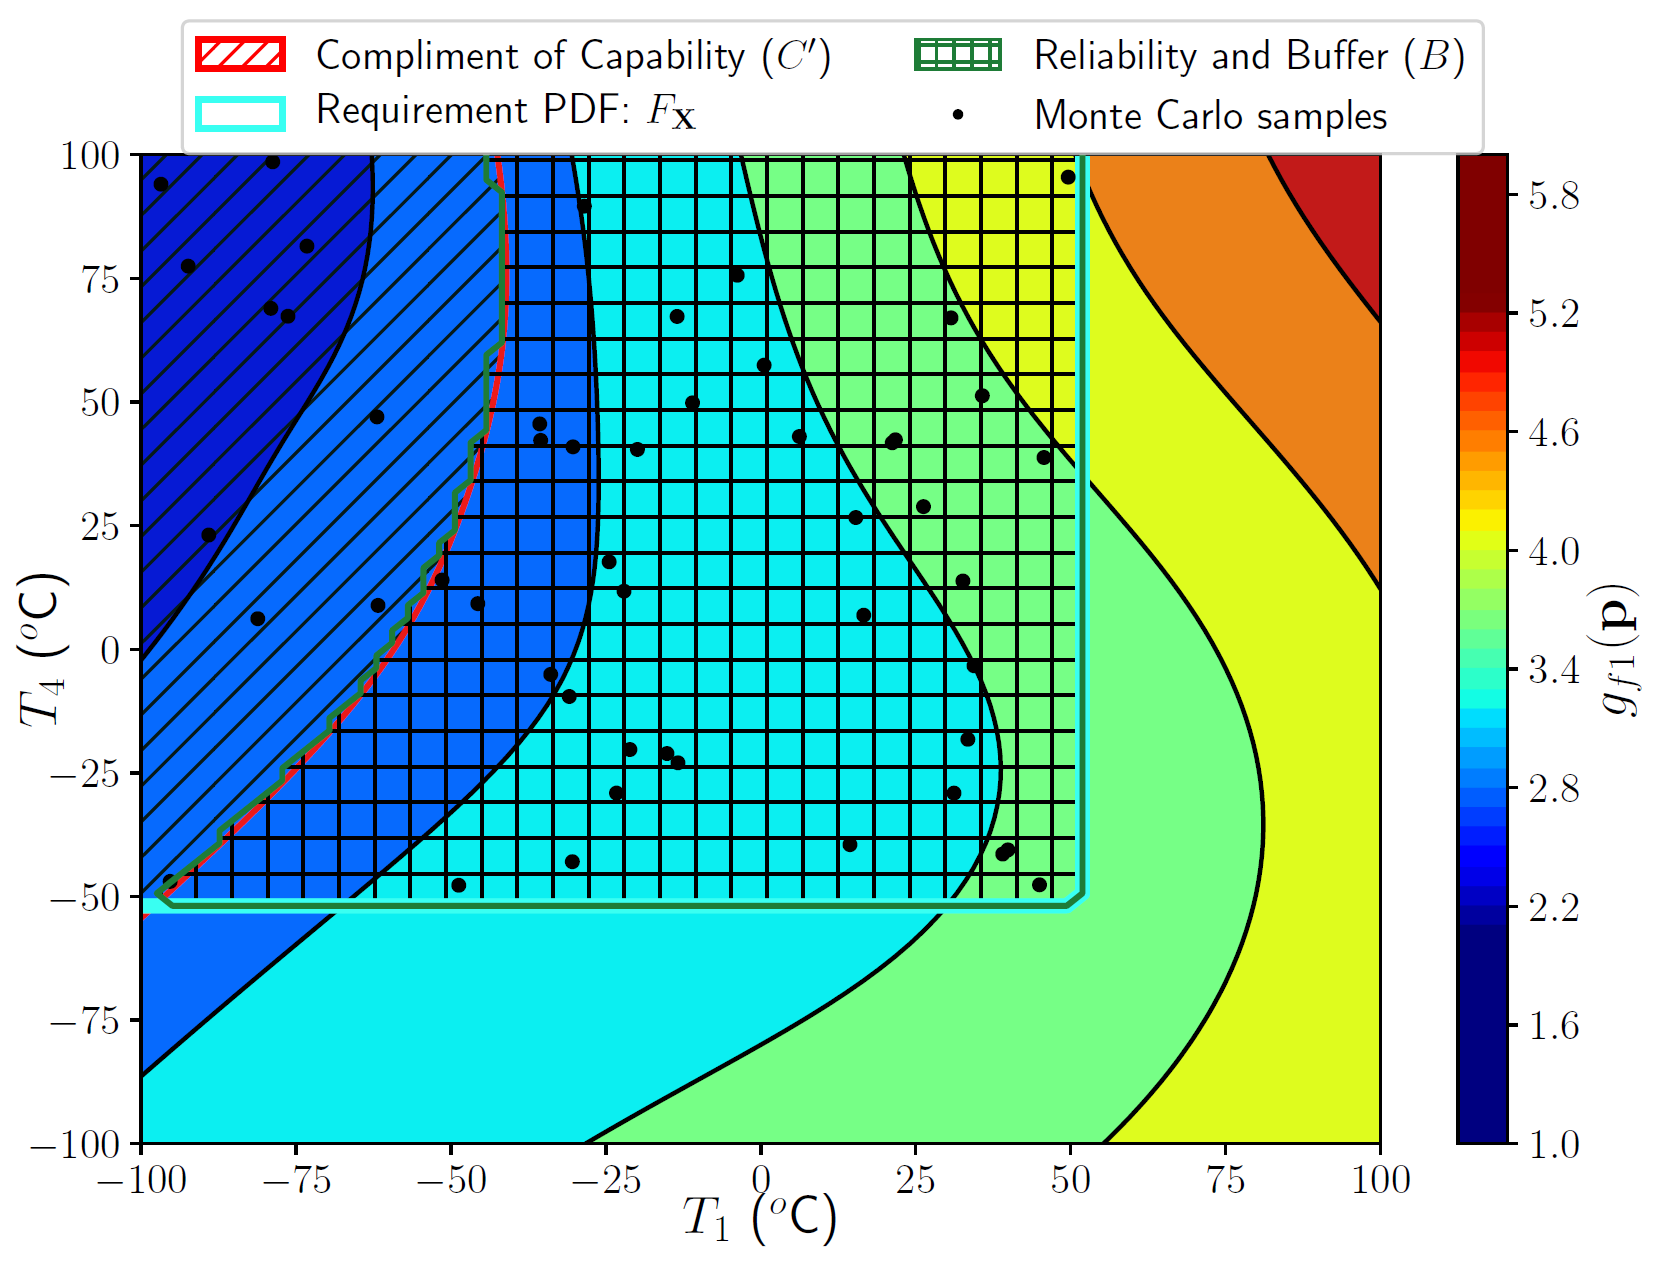 Compliment of Capability (C′)
Requirement PDF: F_X
Reliability and Buffer (B)
Monte Carlo samples
100
75
50
25
0
−25
−50
−75
−100
T_4 (°C)
−100 −75 −50 −25 0 25 50 75 100
T_1 (°C)
5.8
5.2
4.6
4.0
3.4
2.8
2.2
1.6
1.0
g_{f1}(p)